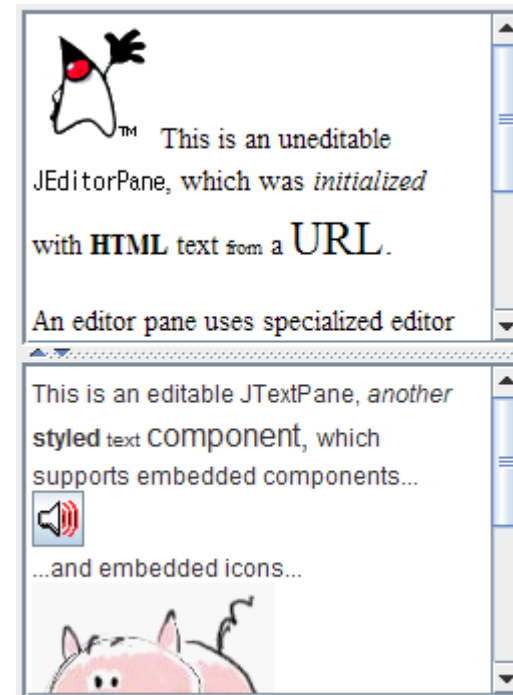 TM This is an uneditable
JEditorPane, which was initialized
with HTML text from a URL.
An editor pane uses specialized editor
This is an editable JTextPane, another
styled text component, which
supports embedded components...
...and embedded icons...